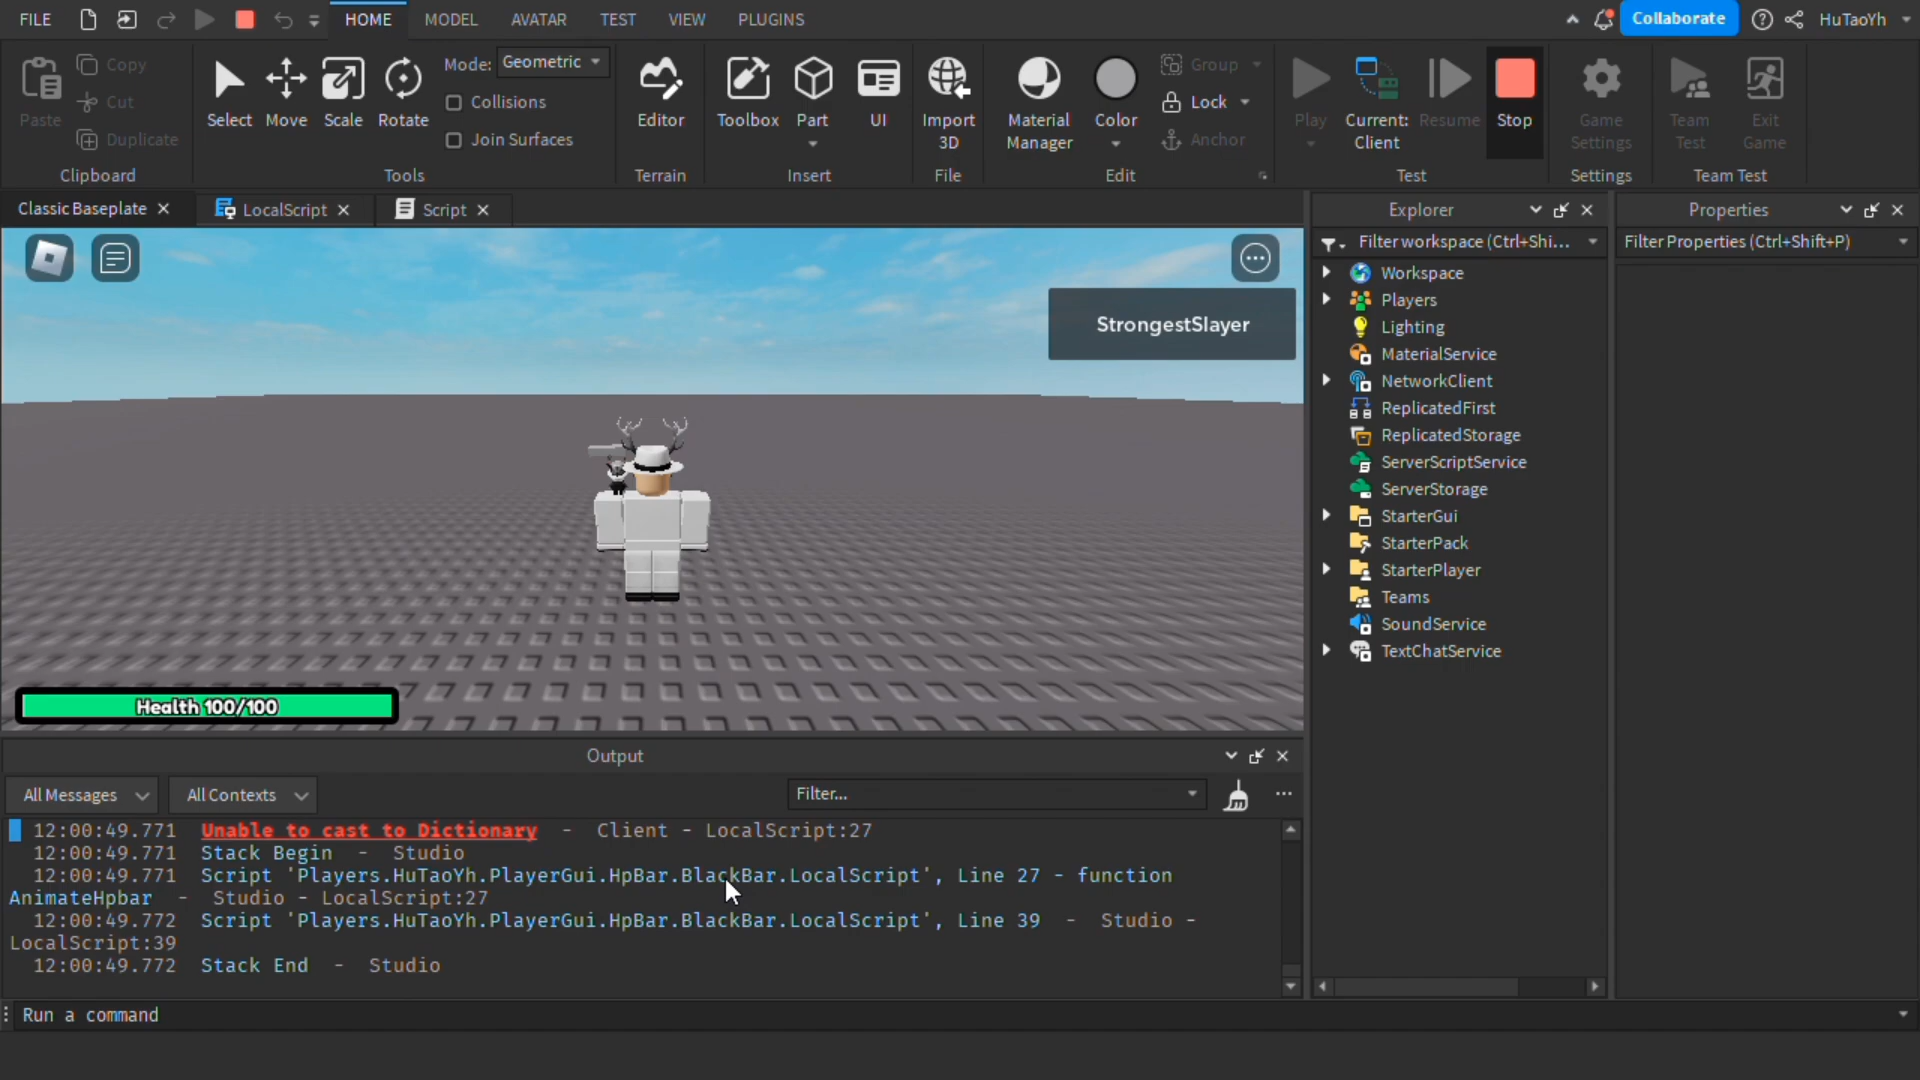 FILE HOME MODEL AVATAR TEST VIEW PLUGINS Collaborate HuTaoYh
Paste Copy Cut Duplicate
Clipboard
Select Move Scale Rotate
Mode: Geometric
Collisions
Join Surfaces
Tools
Editor
Terrain
Toolbox Part UI
Insert
Import
3D
File
Material
Manager
Color
Group
Lock
Anchor
Edit
Play
Current:
Client
Resume
Stop
Test
Game
Settings
Settings
Team
Test
Exit
Game
Team Test
Classic Baseplate LocalScript Script
StrongestSlayer
Health 100/100
Explorer
Filter workspace (Ctrl+Shi...
Workspace
Players
Lighting
MaterialService
NetworkClient
ReplicatedFirst
ReplicatedStorage
ServerScriptService
ServerStorage
StarterGui
StarterPack
StarterPlayer
Teams
SoundService
TextChatService
Properties
Filter Properties (Ctrl+Shift+P)
Output
All Messages All Contexts Filter...
12:00:49.771 Unable to cast to Dictionary - Client - LocalScript:27
12:00:49.771 Stack Begin - Studio
12:00:49.771 Script 'Players.HuTaoYh.PlayerGui.HpBar.BlackBar.LocalScript', Line 27 - function
AnimateHpbar - Studio - LocalScript:27
12:00:49.772 Script 'Players.HuTaoYh.PlayerGui.HpBar.BlackBar.LocalScript', Line 39 - Studio -
LocalScript:39
12:00:49.772 Stack End - Studio
Run a command